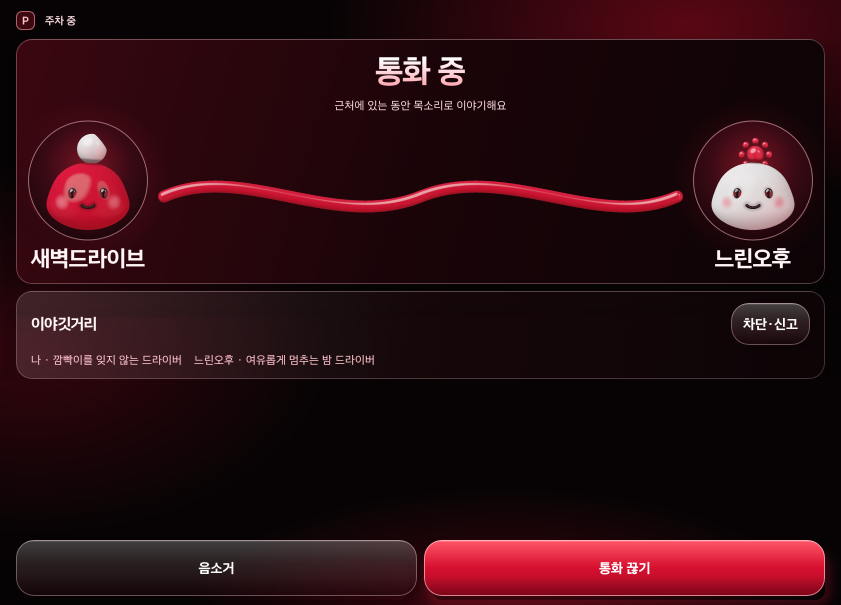 P 주차 중
통화 중
근처에 있는 동안 목소리로 이야기해요
새벽드라이브
느린오후
이야깃거리
차단·신고
나 · 깜빡이를 잊지 않는 드라이버 느린오후 · 여유롭게 멈추는 밤 드라이버
음소거
통화 끊기